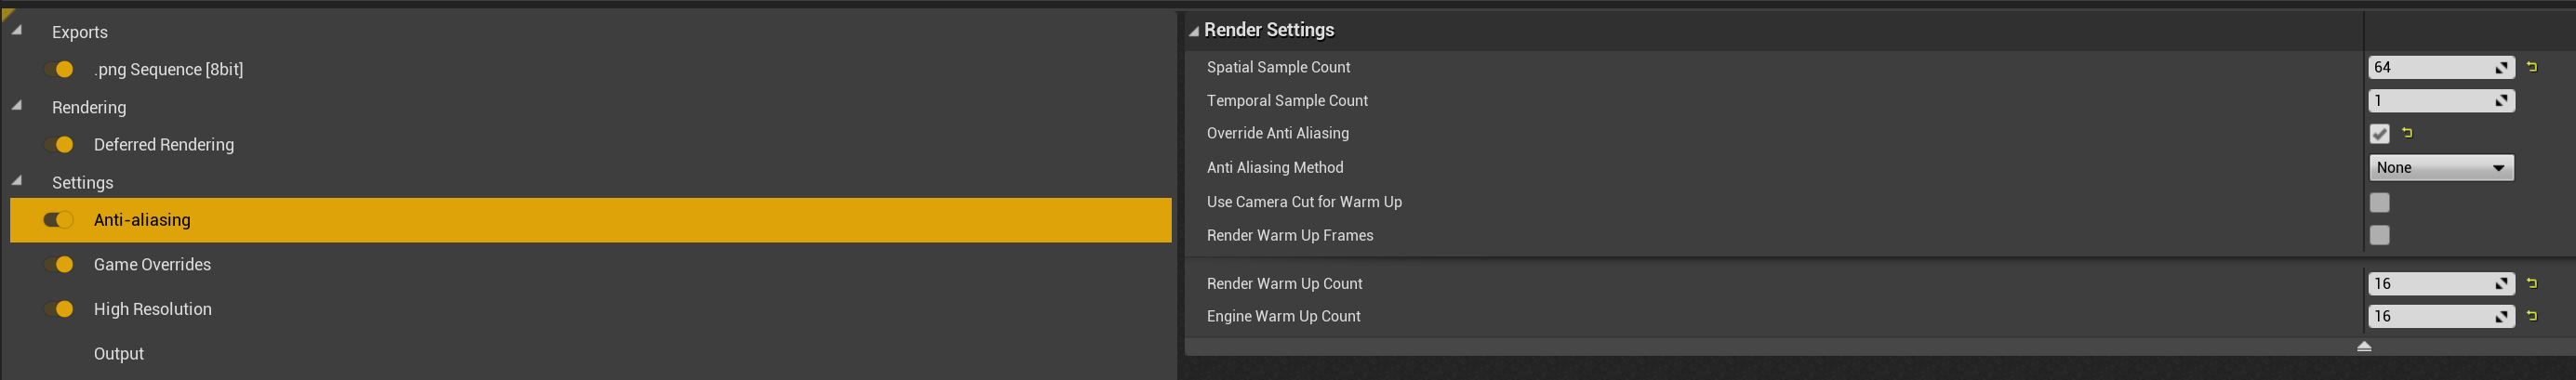 Exports
.png Sequence [8bit]
Rendering
Deferred Rendering
Settings
Anti-aliasing
Game Overrides
High Resolution
Output
Render Settings
Spatial Sample Count 64
Temporal Sample Count 1
Override Anti Aliasing
Anti Aliasing Method None
Use Camera Cut for Warm Up
Render Warm Up Frames
Render Warm Up Count 16
Engine Warm Up Count 16